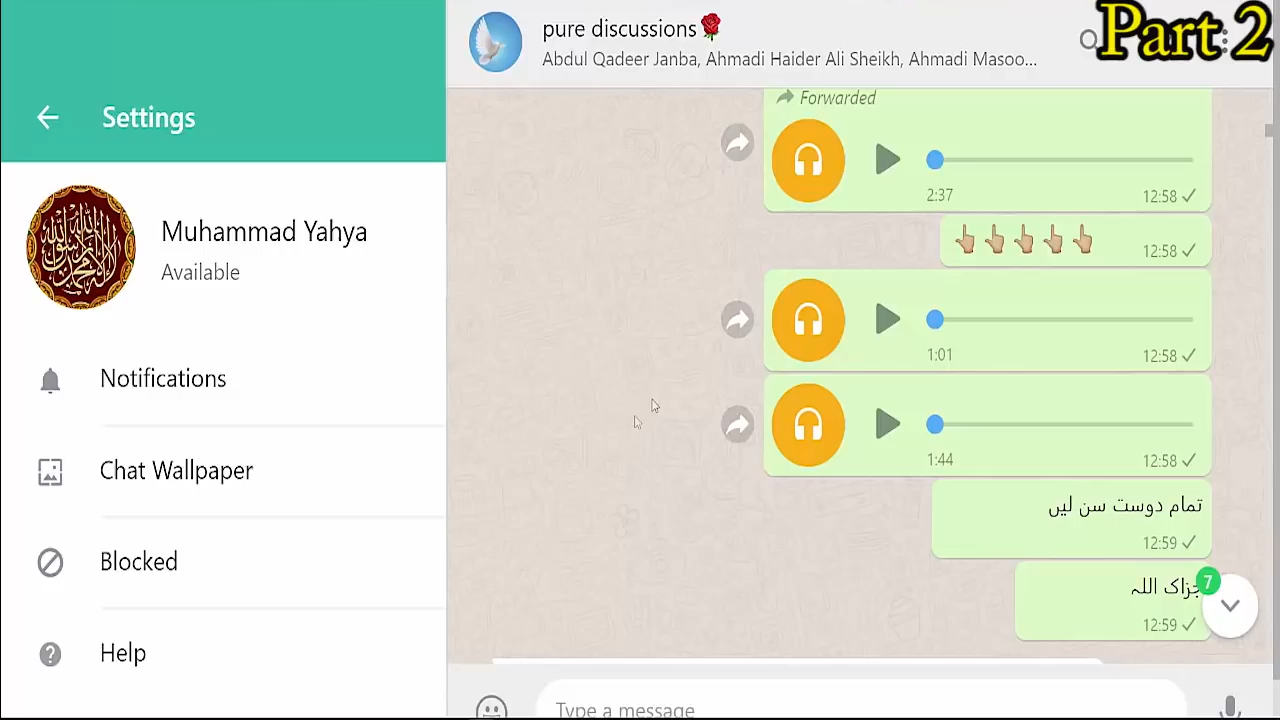 Part 2
Settings
Muhammad Yahya
Available
Notifications
Chat Wallpaper
Blocked
Help
pure discussions🌹
Abdul Qadeer Janba, Ahmadi Haider Ali Sheikh, Ahmadi Masoo...
Forwarded
2:37 12:58
👆🏼👆🏼👆🏼👆🏼👆🏼 12:58
1:01 12:58
1:44 12:58
تمام دوست سن لیں
12:59
جزاک اللہ
12:59
7
Type a message